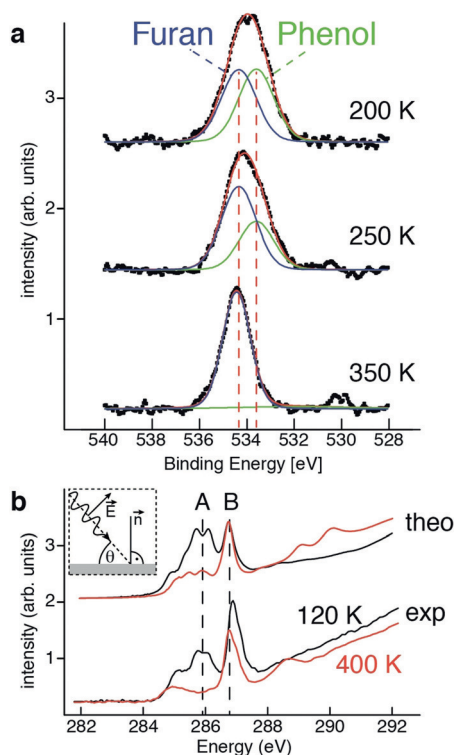 a
Furan Phenol
200 K
250 K
350 K
3
2
1
intensity (arb. units)
540 538 536 534 532 530 528
Binding Energy [eV]
b
A B
E
n
θ
theo
120 K exp
400 K
3
2
1
intensity (arb. units)
282 284 286 288 290 292
Energy (eV)